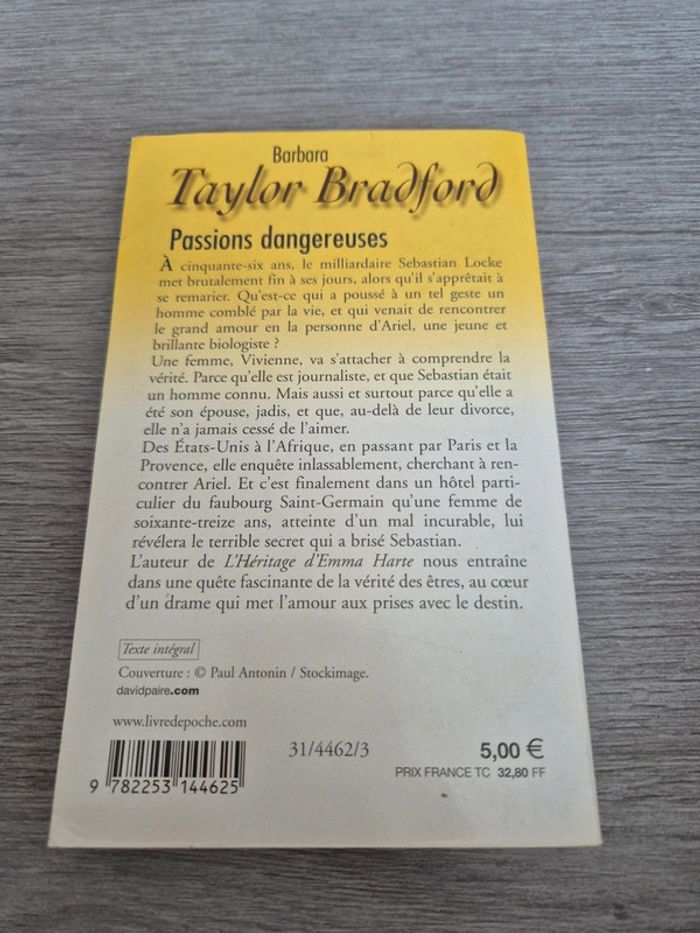 Barbara
Taylor Bradford
Passions dangereuses
À cinquante-six ans, le milliardaire Sebastian Locke
met brutalement fin à ses jours, alors qu'il s'apprêtait à
se remarier. Qu'est-ce qui a poussé à un tel geste un
homme comblé par la vie, et qui venait de rencontrer
le grand amour en la personne d'Ariel, une jeune et
brillante biologiste ?
Une femme, Vivienne, va s'attacher à comprendre la
vérité. Parce qu'elle est journaliste, et que Sebastian était
un homme connu. Mais aussi et surtout parce qu'elle a
été son épouse, jadis, et que, au-delà de leur divorce,
elle n'a jamais cessé de l'aimer.
Des États-Unis à l'Afrique, en passant par Paris et la
Provence, elle enquête inlassablement, cherchant à ren-
contrer Ariel. Et c'est finalement dans un hôtel parti-
culier du faubourg Saint-Germain qu'une femme de
soixante-treize ans, atteinte d'un mal incurable, lui
révélera le terrible secret qui a brisé Sebastian.
L'auteur de L'Héritage d'Emma Harte nous entraîne
dans une quête fascinante de la vérité des êtres, au cœur
d'un drame qui met l'amour aux prises avec le destin.
Texte intégral
Couverture : © Paul Antonin / Stockimage.
davidpaire.com
www.livredepoche.com
31/4462/3
5,00 €
PRIX FRANCE TC 32,80 FF
9 782253 144625